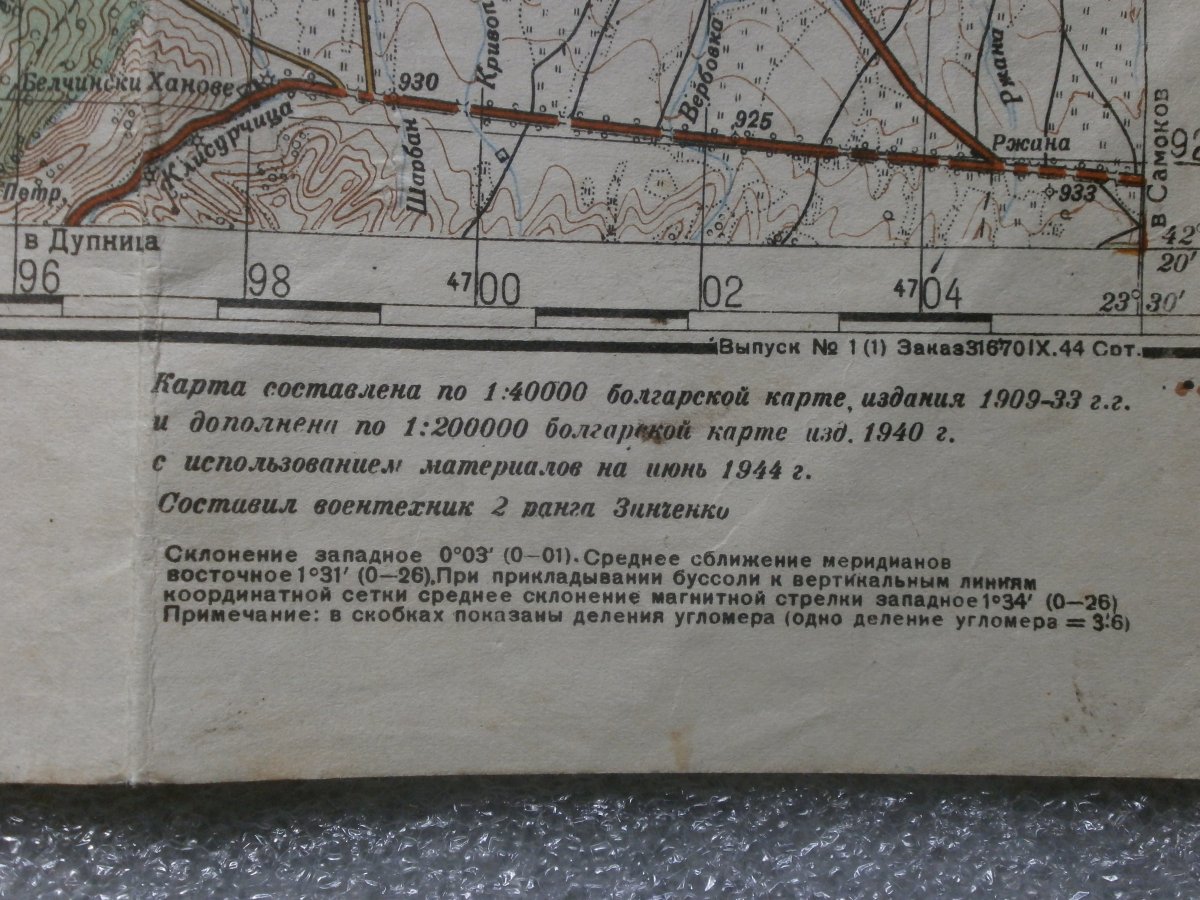 Белчински Ханове
930
Кривоп
Вербовка
925
Ржана
Ржана
933
в Самоков
Клисурчица
Шарбан
Петр.
в Дупница
42°
20'
96
98
47 00
02
47 04
23° 30'
Выпуск № 1 (1) Заказ31670 IX.44 Сот.
Карта составлена по 1:40000 болгарской карте, издания 1909-33 г.г.
и дополнена по 1:200000 болгарской карте изд. 1940 г.
с использованием материалов на июнь 1944 г.
Составил воентехник 2 ранга Зинченко
Склонение западное 0°03' (0—01). Среднее сближение меридианов
восточное 1°31' (0—26). При прикладывании буссоли к вертикальным линиям
координатной сетки среднее склонение магнитной стрелки западное 1°34' (0—26)
Примечание: в скобках показаны деления угломера (одно деление угломера = 3'.6)